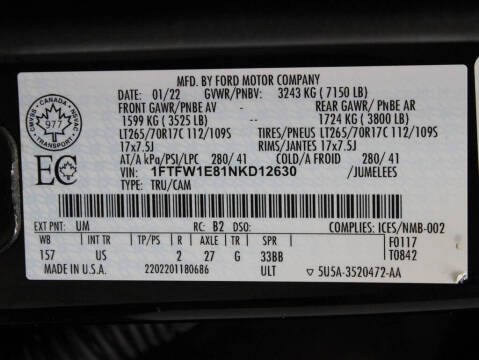 MFD. BY FORD MOTOR COMPANY
DATE: 01/22 GVWR/PNBV: 3243 KG ( 7150 LB)
FRONT GAWR/PNBE AV - REAR GAWR/ PNBE AR
1599 KG ( 3525 LB) 1724 KG ( 3800 LB)
LT265/70R17C 112/109S TIRES/PNEUS LT265/70R17C 112/109S
17x7.5J RIMS/JANTES 17x7.5J
AT/A kPa/PSI/LPC 280/ 41 COLD/A FROID 280/ 41
VIN: 1FTFW1E81NKD12630 /JUMELEES
TYPE: TRU/CAM
CANADA
977
TRANSPORT
EC
EXT PNT: UM RC: B2 DSO: COMPLIES: ICES/NMB-002
WB INT TR TP/PS R AXLE TR SPR F0117
157 US 2 27 G 33BB T0842
MADE IN U.S.A. 2202201180686 ULT 5U5A-3520472-AA